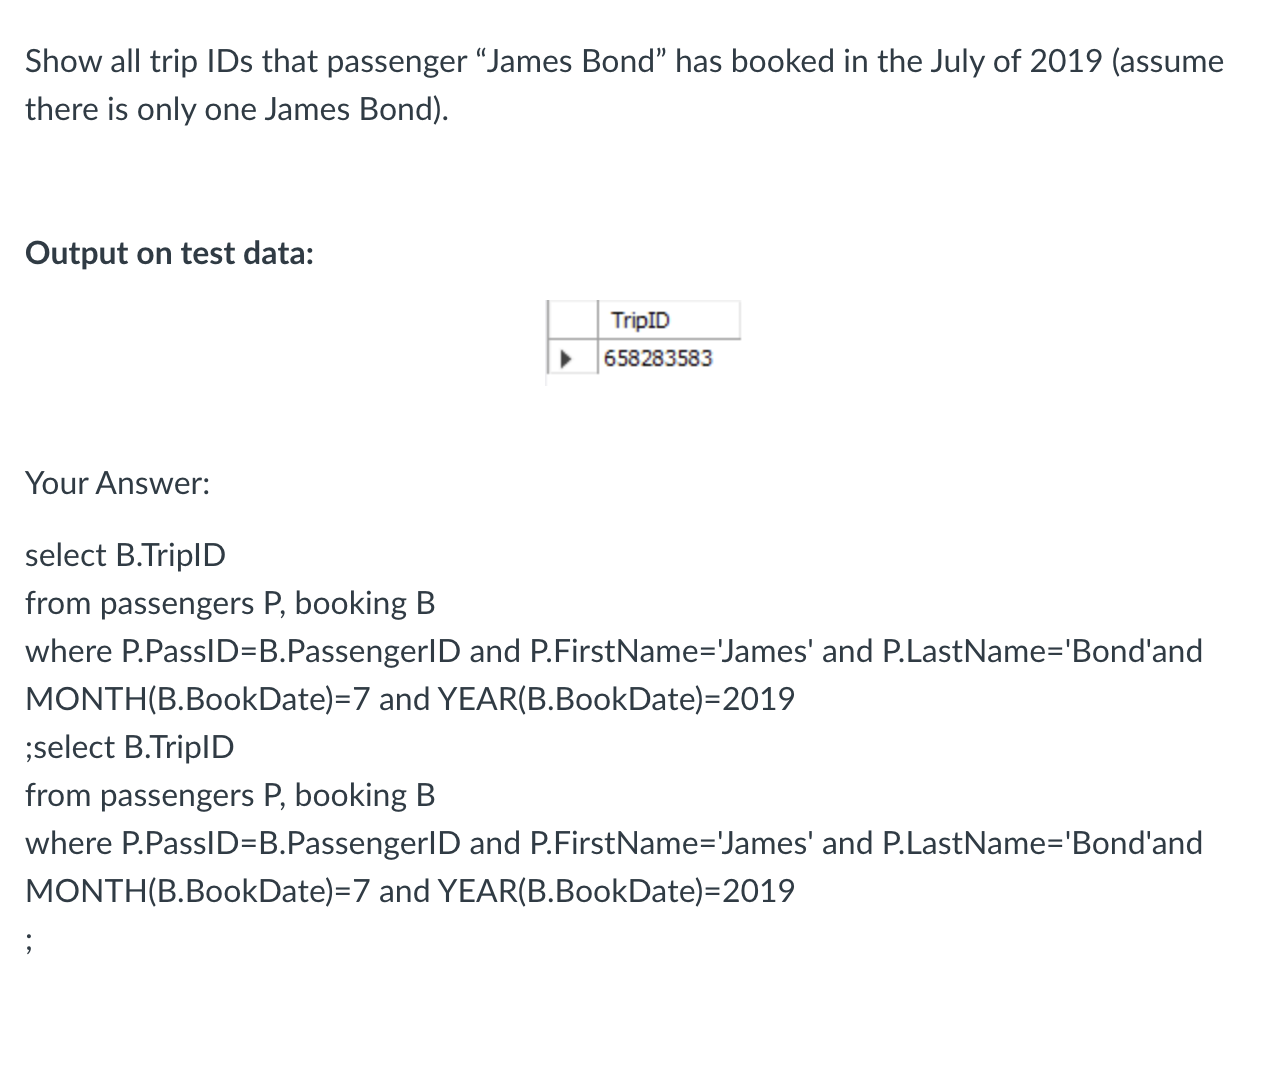 Show all trip IDs that passenger “James Bond” has booked in the July of 2019 (assume
there is only one James Bond).
Output on test data:
TripID
658283583
Your Answer:
select B.TripID
from passengers P, booking B
where P.PassID=B.PassengerID and P.FirstName='James' and P.LastName='Bond'and
MONTH(B.BookDate)=7 and YEAR(B.BookDate)=2019
;select B.TripID
from passengers P, booking B
where P.PassID=B.PassengerID and P.FirstName='James' and P.LastName='Bond'and
MONTH(B.BookDate)=7 and YEAR(B.BookDate)=2019
;